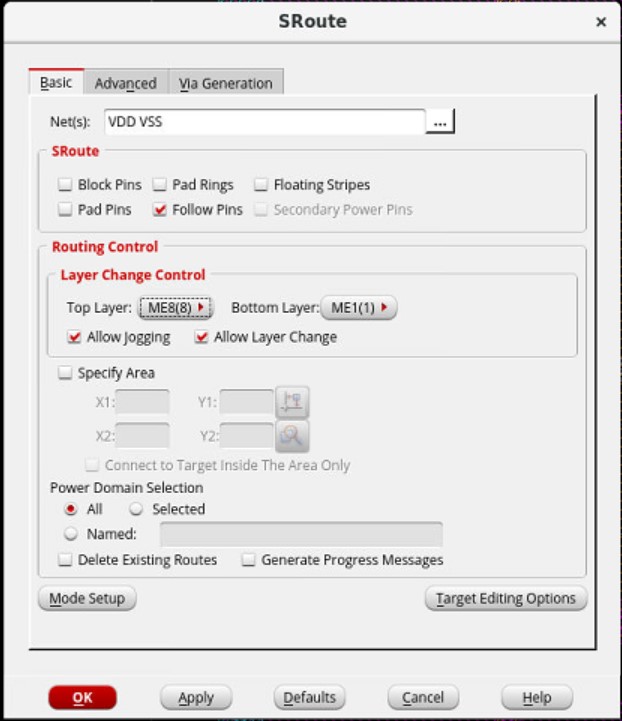 SRoute
Basic Advanced Via Generation
Net(s): VDD VSS ...
SRoute
Block Pins Pad Rings Floating Stripes
Pad Pins Follow Pins Secondary Power Pins
Routing Control
Layer Change Control
Top Layer: ME8(8) Bottom Layer: ME1(1)
Allow Jogging Allow Layer Change
Specify Area
X1: Y1:
X2: Y2:
Connect to Target Inside The Area Only
Power Domain Selection
All Selected
Named:
Delete Existing Routes Generate Progress Messages
Mode Setup Target Editing Options
OK Apply Defaults Cancel Help